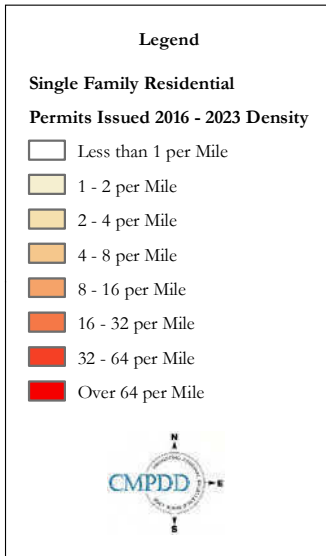 Legend
Single Family Residential
Permits Issued 2016 - 2023 Density
Less than 1 per Mile
1 - 2 per Mile
2 - 4 per Mile
4 - 8 per Mile
8 - 16 per Mile
16 - 32 per Mile
32 - 64 per Mile
Over 64 per Mile
N
CMPDD
E
S